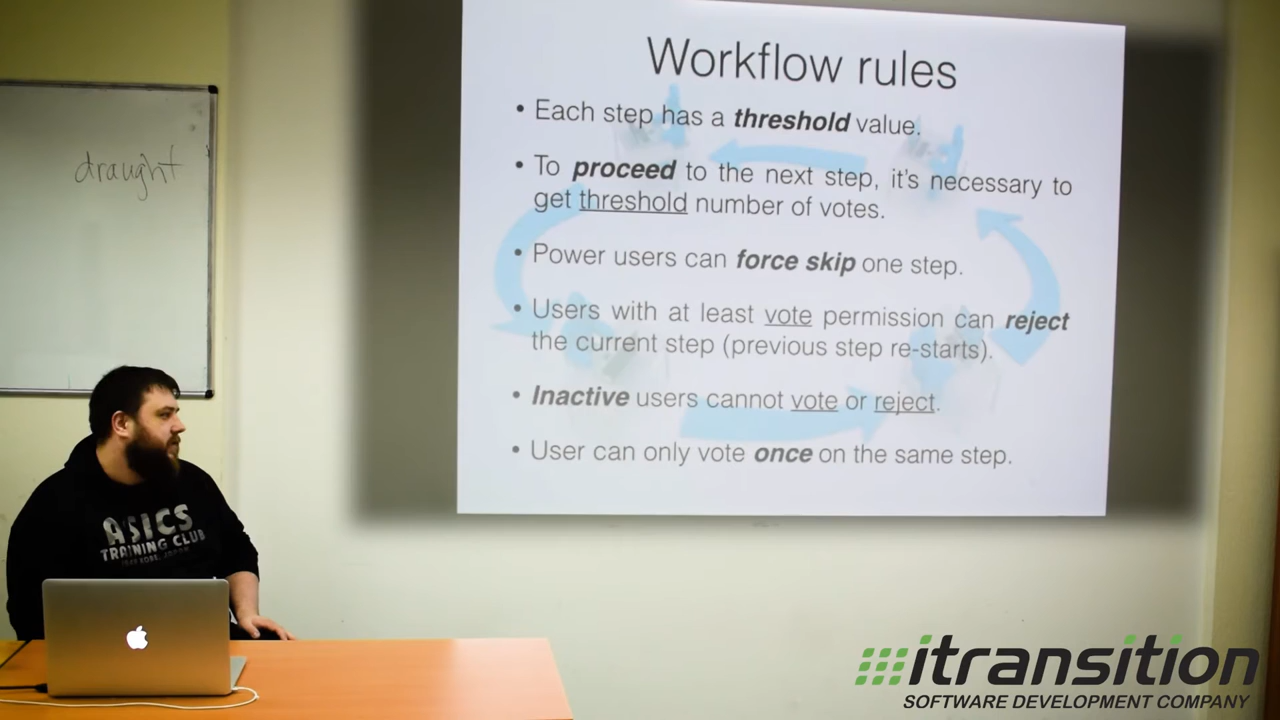 draught
Workflow rules
• Each step has a threshold value.
• To proceed to the next step, it's necessary to
get threshold number of votes.
• Power users can force skip one step.
• Users with at least vote permission can reject
the current step (previous step re-starts).
• Inactive users cannot vote or reject.
• User can only vote once on the same step.
ASICS
TRAINING CLUB
KOBE, JAPAN
itransition
SOFTWARE DEVELOPMENT COMPANY